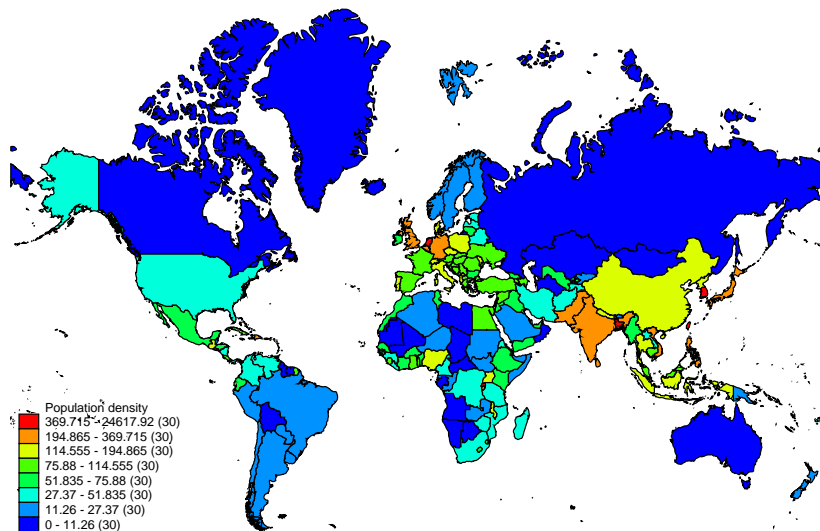 Population density
369.715 - 24617.92 (30)
194.865 - 369.715 (30)
114.555 - 194.865 (30)
75.88 - 114.555 (30)
51.835 - 75.88 (30)
27.37 - 51.835 (30)
11.26 - 27.37 (30)
0 - 11.26 (30)